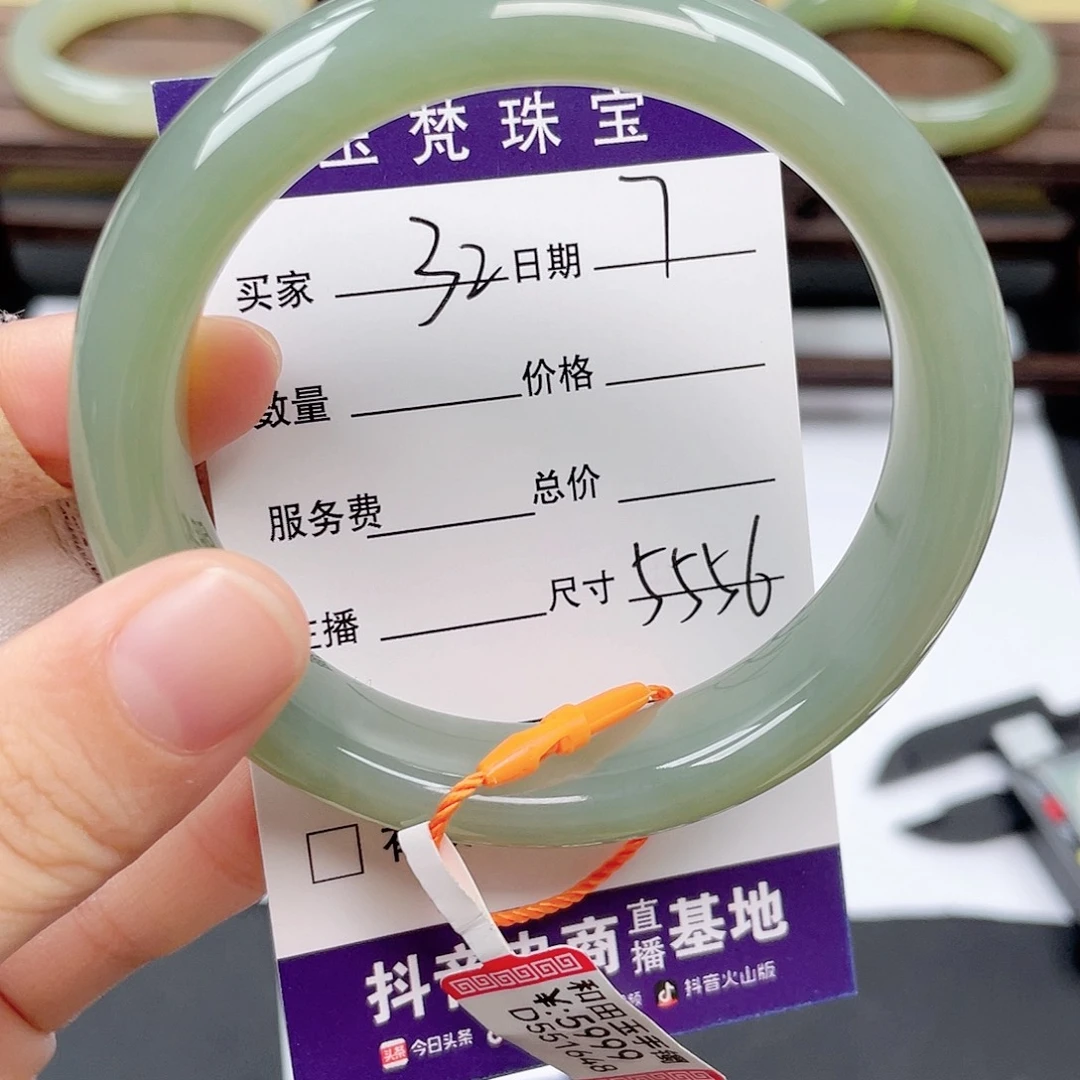 玉梵珠宝
买家 32 日期 7
数量 价格
服务费 总价
主播 尺寸 5556
抖音电商直播基地
今日头条 抖音火山版
和田玉手镯
D551648